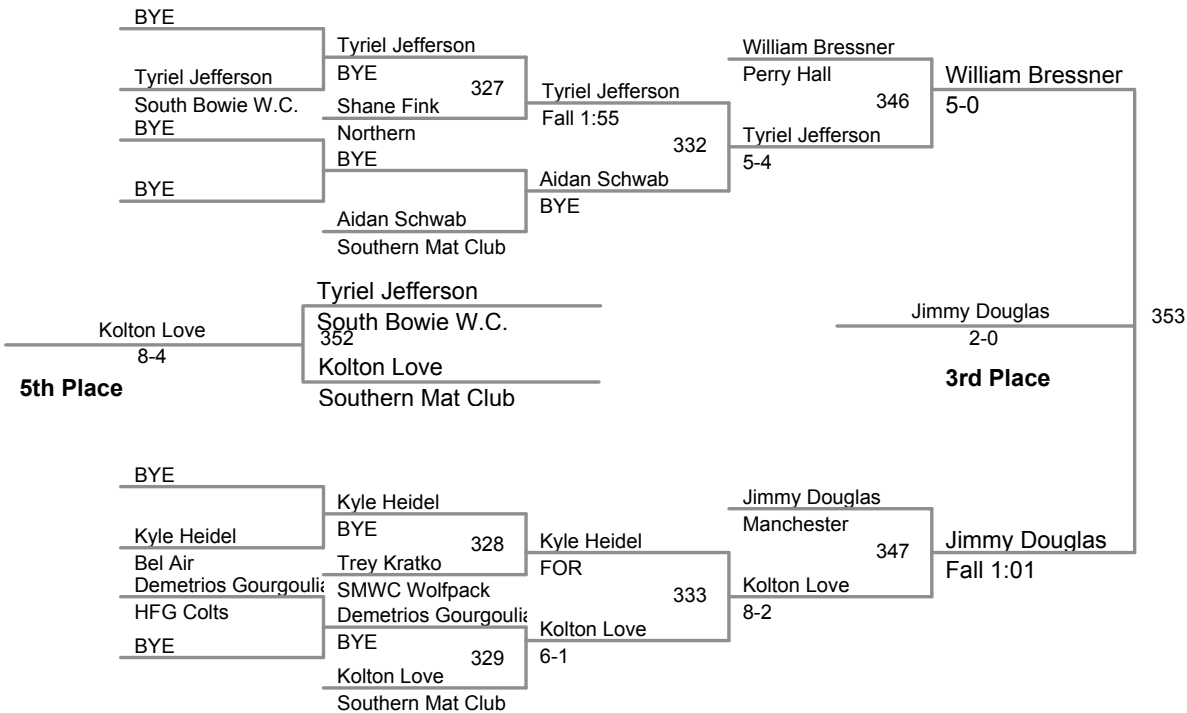 BYE
Tyriel Jefferson
South Bowie W.C.
BYE
BYE
Tyriel Jefferson
BYE
327
Shane Fink
Northern
BYE
Aidan Schwab
Southern Mat Club
Tyriel Jefferson
Fall 1:55
332
Aidan Schwab
BYE
William Bressner
Perry Hall
346
Tyriel Jefferson
5-4
William Bressner
5-0
Tyriel Jefferson
South Bowie W.C.
352
Kolton Love
Southern Mat Club
Kolton Love
8-4
5th Place
Jimmy Douglas
2-0
353
3rd Place
BYE
Kyle Heidel
Bel Air
Demetrios Gourgoulia
HFG Colts
BYE
Kyle Heidel
BYE
328
Trey Kratko
SMWC Wolfpack
Demetrios Gourgoulia
BYE
329
Kolton Love
Southern Mat Club
Kyle Heidel
FOR
333
Kolton Love
6-1
Jimmy Douglas
Manchester
347
Kolton Love
8-2
Jimmy Douglas
Fall 1:01